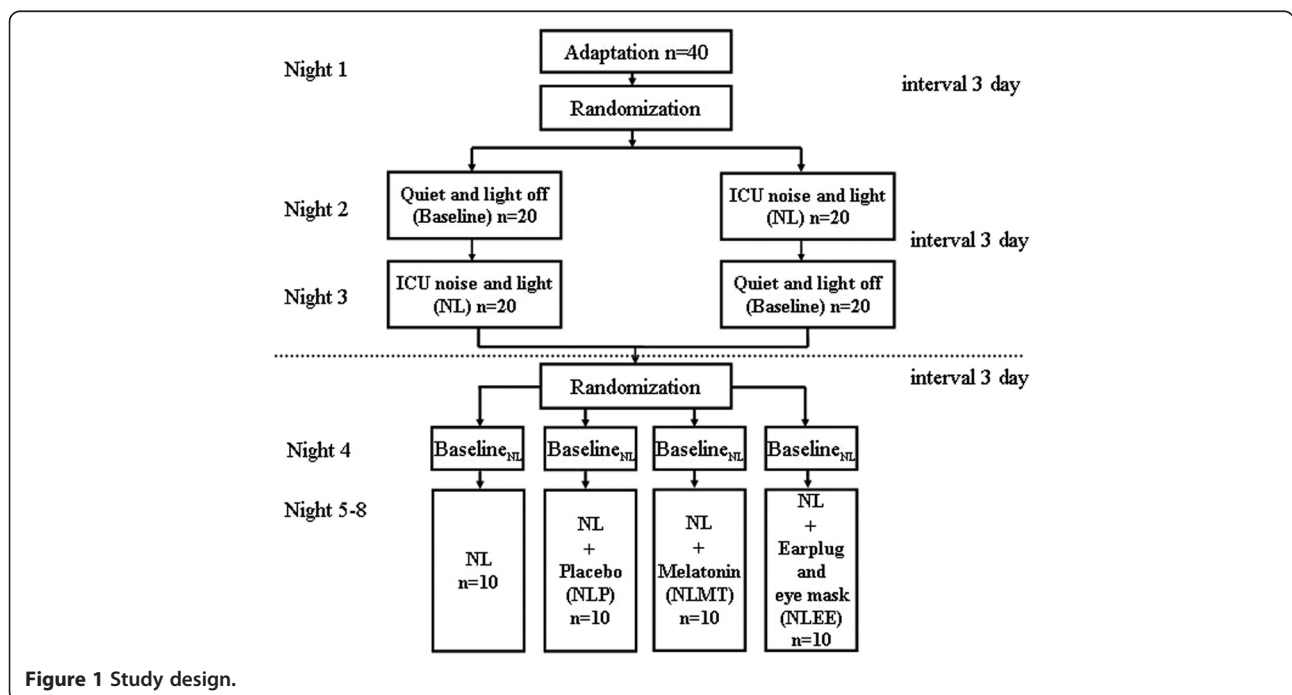 Adaptation n=40
Night 1
interval 3 day
Randomization
Quiet and light off
(Baseline) n=20
ICU noise and light
(NL) n=20
Night 2
interval 3 day
ICU noise and light
(NL) n=20
Quiet and light off
(Baseline) n=20
Night 3
Randomization
interval 3 day
Night 4
BaselineNL
BaselineNL
BaselineNL
BaselineNL
Night 5-8
NL
n=10
NL
+
Placebo
(NLP)
n=10
NL
+
Melatonin
(NLMT)
n=10
NL
+
Earplug
and
eye mask
(NLEE)
n=10
Figure 1 Study design.